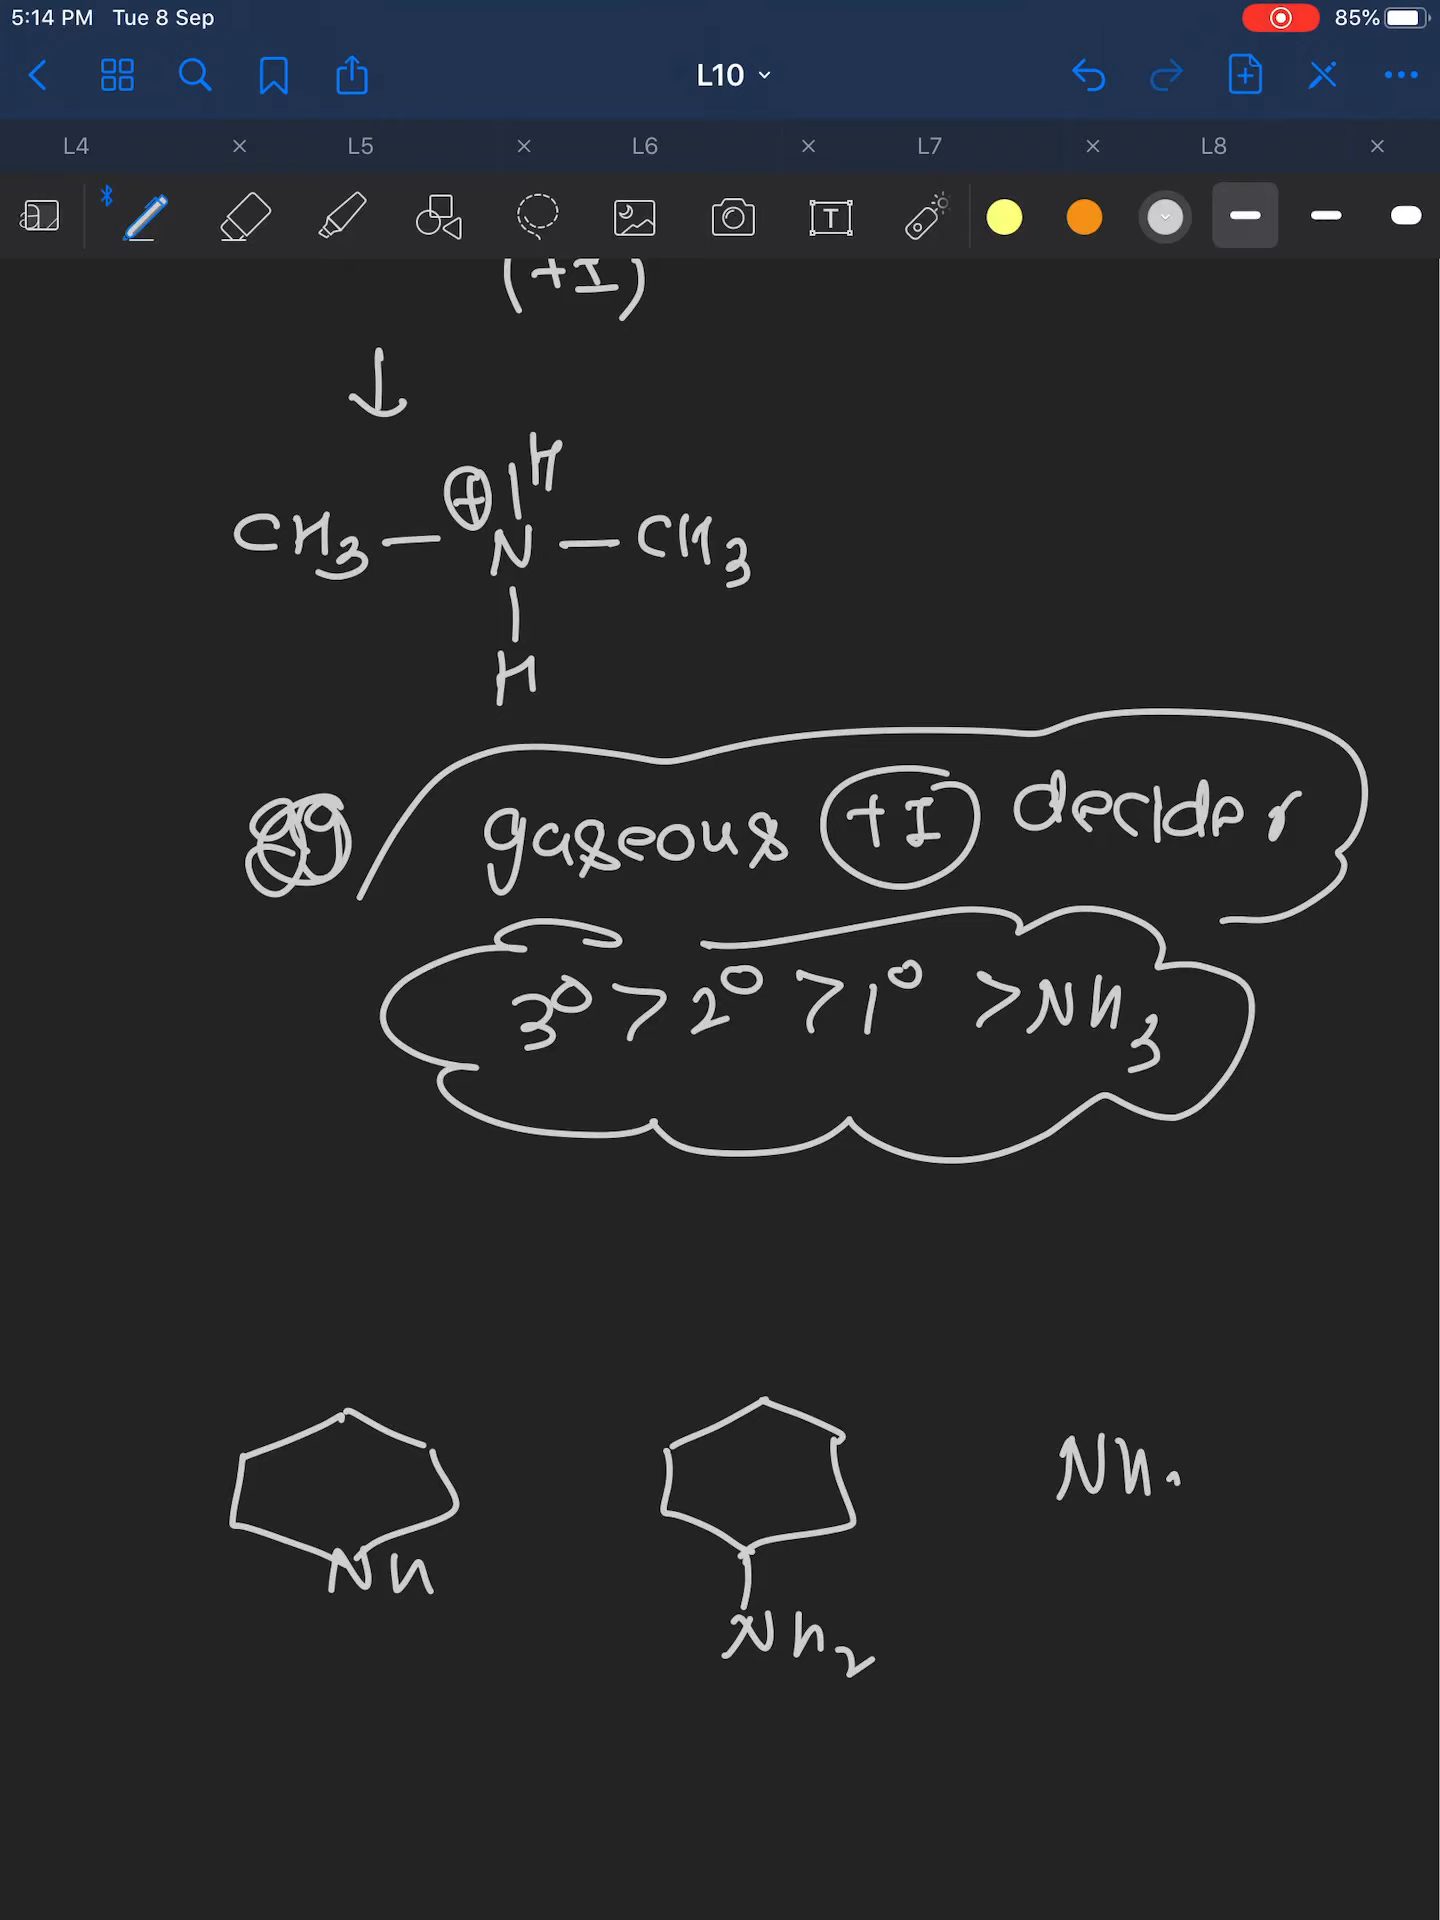 5:14 PM Tue 8 Sep 85%
L10
L4 L5 L6 L7 L8
T
(+I)
↓
H
CH3 — ⊕N — CH3
H
gaseous +I decider
3° > 2° > 1° > NH3
NH
NH2
NH